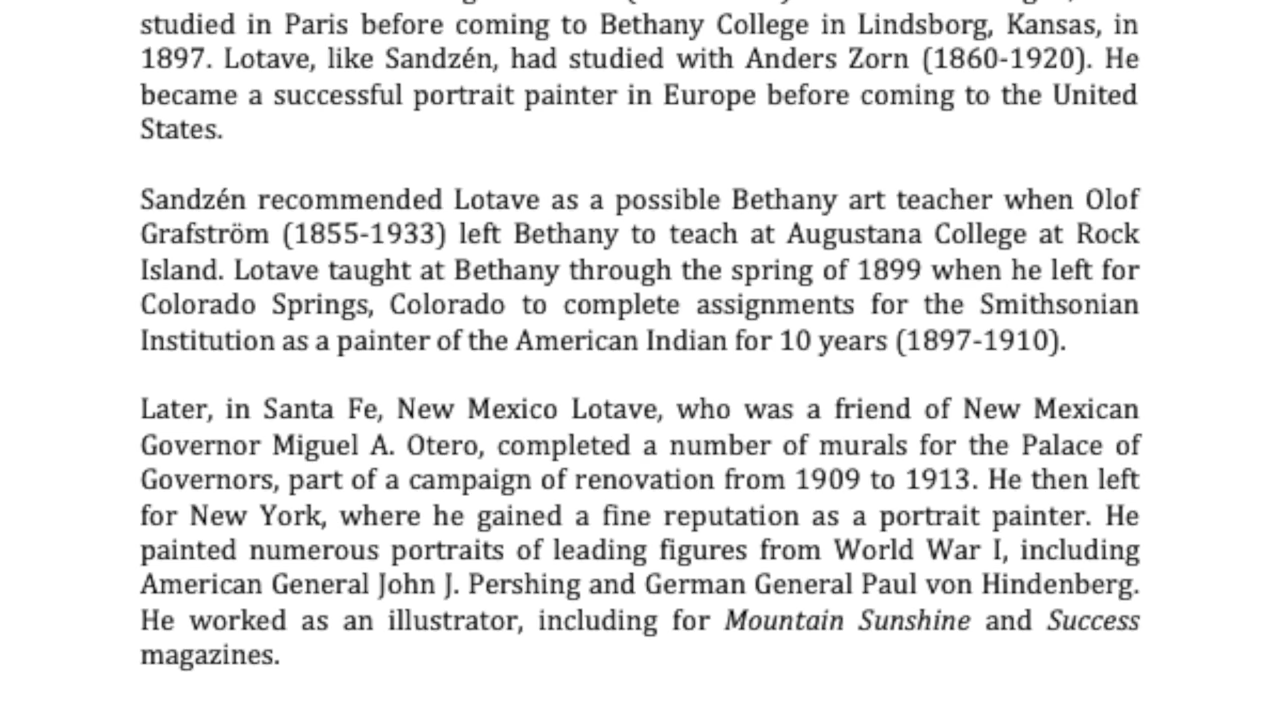 studied in Paris before coming to Bethany College in Lindsborg, Kansas, in
1897. Lotave, like Sandzén, had studied with Anders Zorn (1860-1920). He
became a successful portrait painter in Europe before coming to the United
States.
Sandzén recommended Lotave as a possible Bethany art teacher when Olof
Grafström (1855-1933) left Bethany to teach at Augustana College at Rock
Island. Lotave taught at Bethany through the spring of 1899 when he left for
Colorado Springs, Colorado to complete assignments for the Smithsonian
Institution as a painter of the American Indian for 10 years (1897-1910).
Later, in Santa Fe, New Mexico Lotave, who was a friend of New Mexican
Governor Miguel A. Otero, completed a number of murals for the Palace of
Governors, part of a campaign of renovation from 1909 to 1913. He then left
for New York, where he gained a fine reputation as a portrait painter. He
painted numerous portraits of leading figures from World War I, including
American General John J. Pershing and German General Paul von Hindenberg.
He worked as an illustrator, including for Mountain Sunshine and Success
magazines.